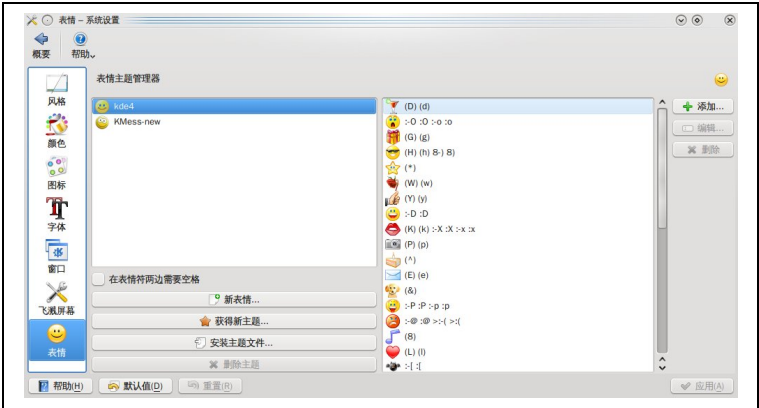 表情 – 系统设置
概要
帮助
表情主题管理器
风格
颜色
图标
字体
窗口
飞溅屏幕
表情
kde4
KMess-new
在表情符两边需要空格
新表情...
获得新主题...
安装主题文件...
删除主题
(D) (d)
:-O :O :-o :o
(G) (g)
(H) (h) 8-) 8)
(*)
(W) (w)
(Y) (y)
:-D :D
(K) (k) :-X :X :-x :x
(P) (p)
(^)
(E) (e)
(&)
:-P :P :-p :p
:-@ :@ >:-( >:(
(8)
(L) (l)
:-[ :[
添加...
编辑...
删除
帮助(H)
默认值(D)
重置(R)
应用(A)